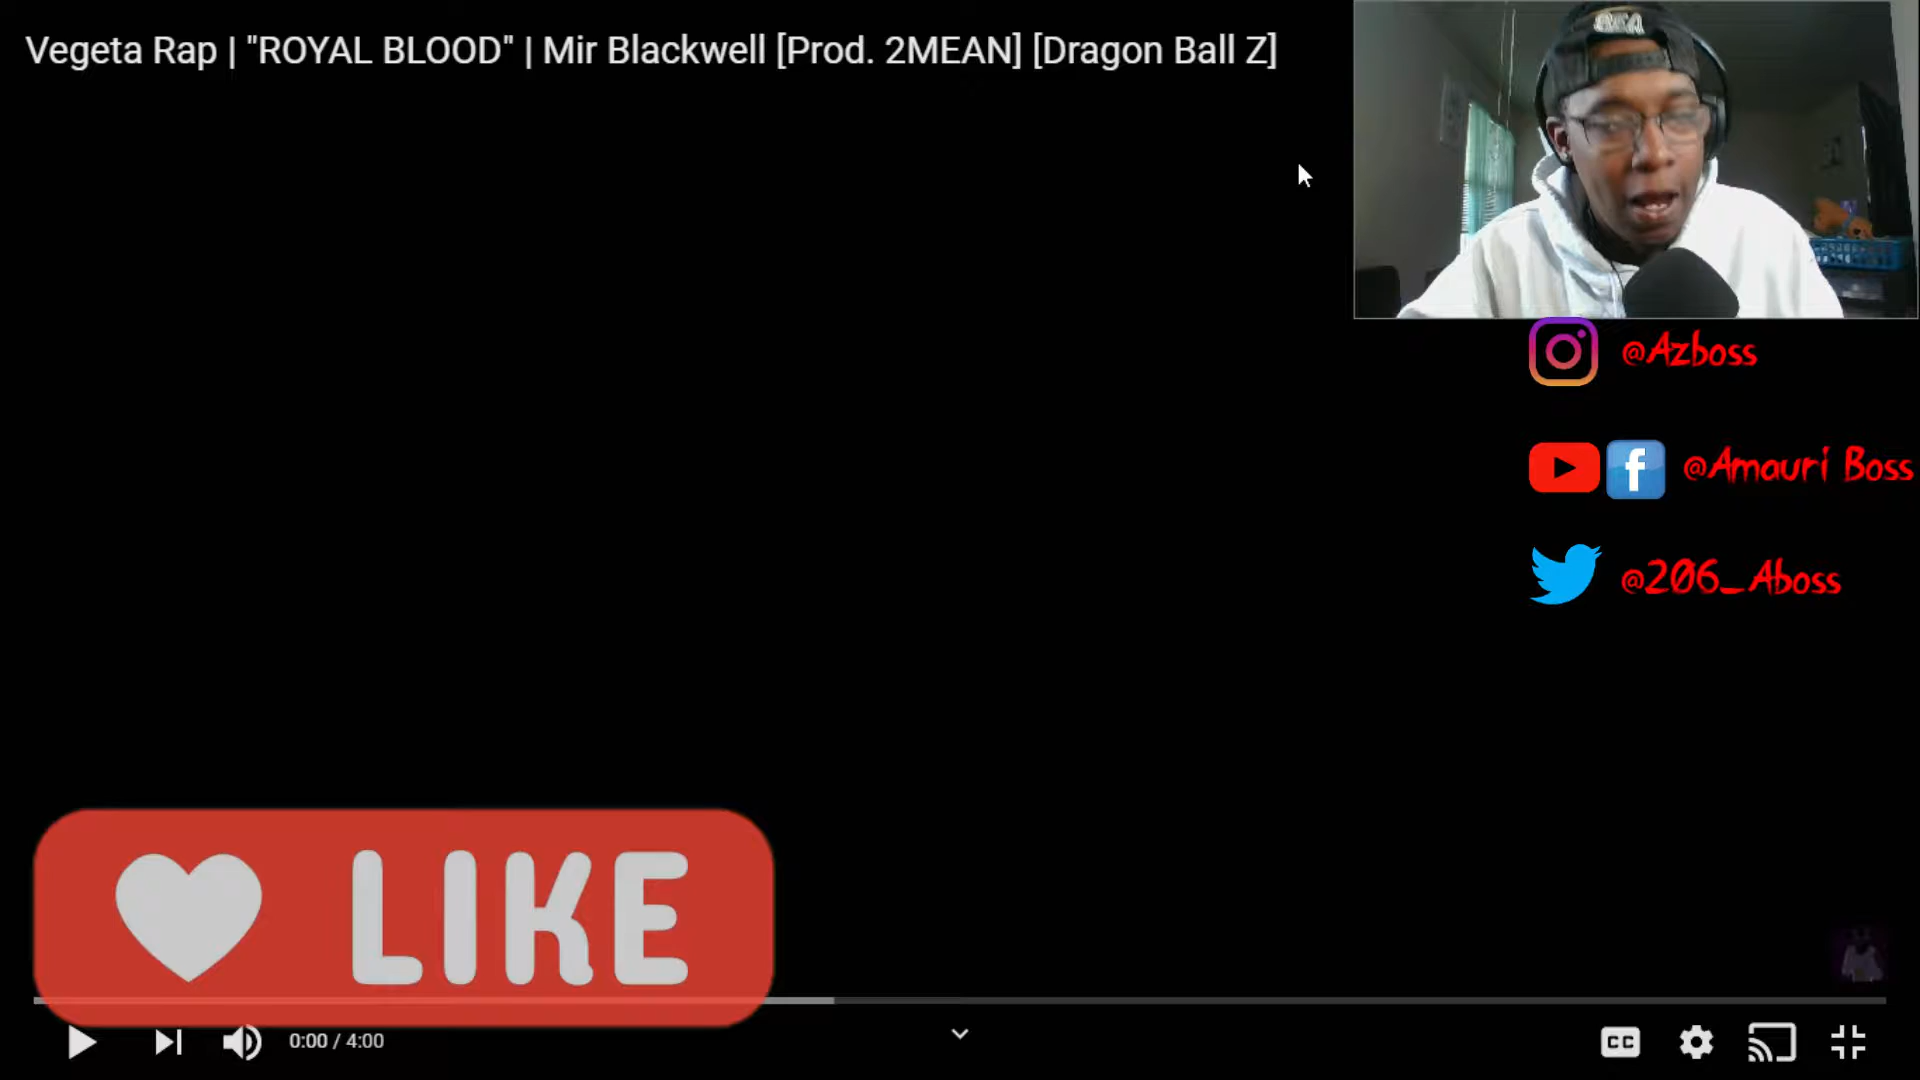 Vegeta Rap | "ROYAL BLOOD" | Mir Blackwell [Prod. 2MEAN] [Dragon Ball Z]
@Azboss
@Amauri Boss
@206_Aboss
LIKE
0:00 / 4:00
CC